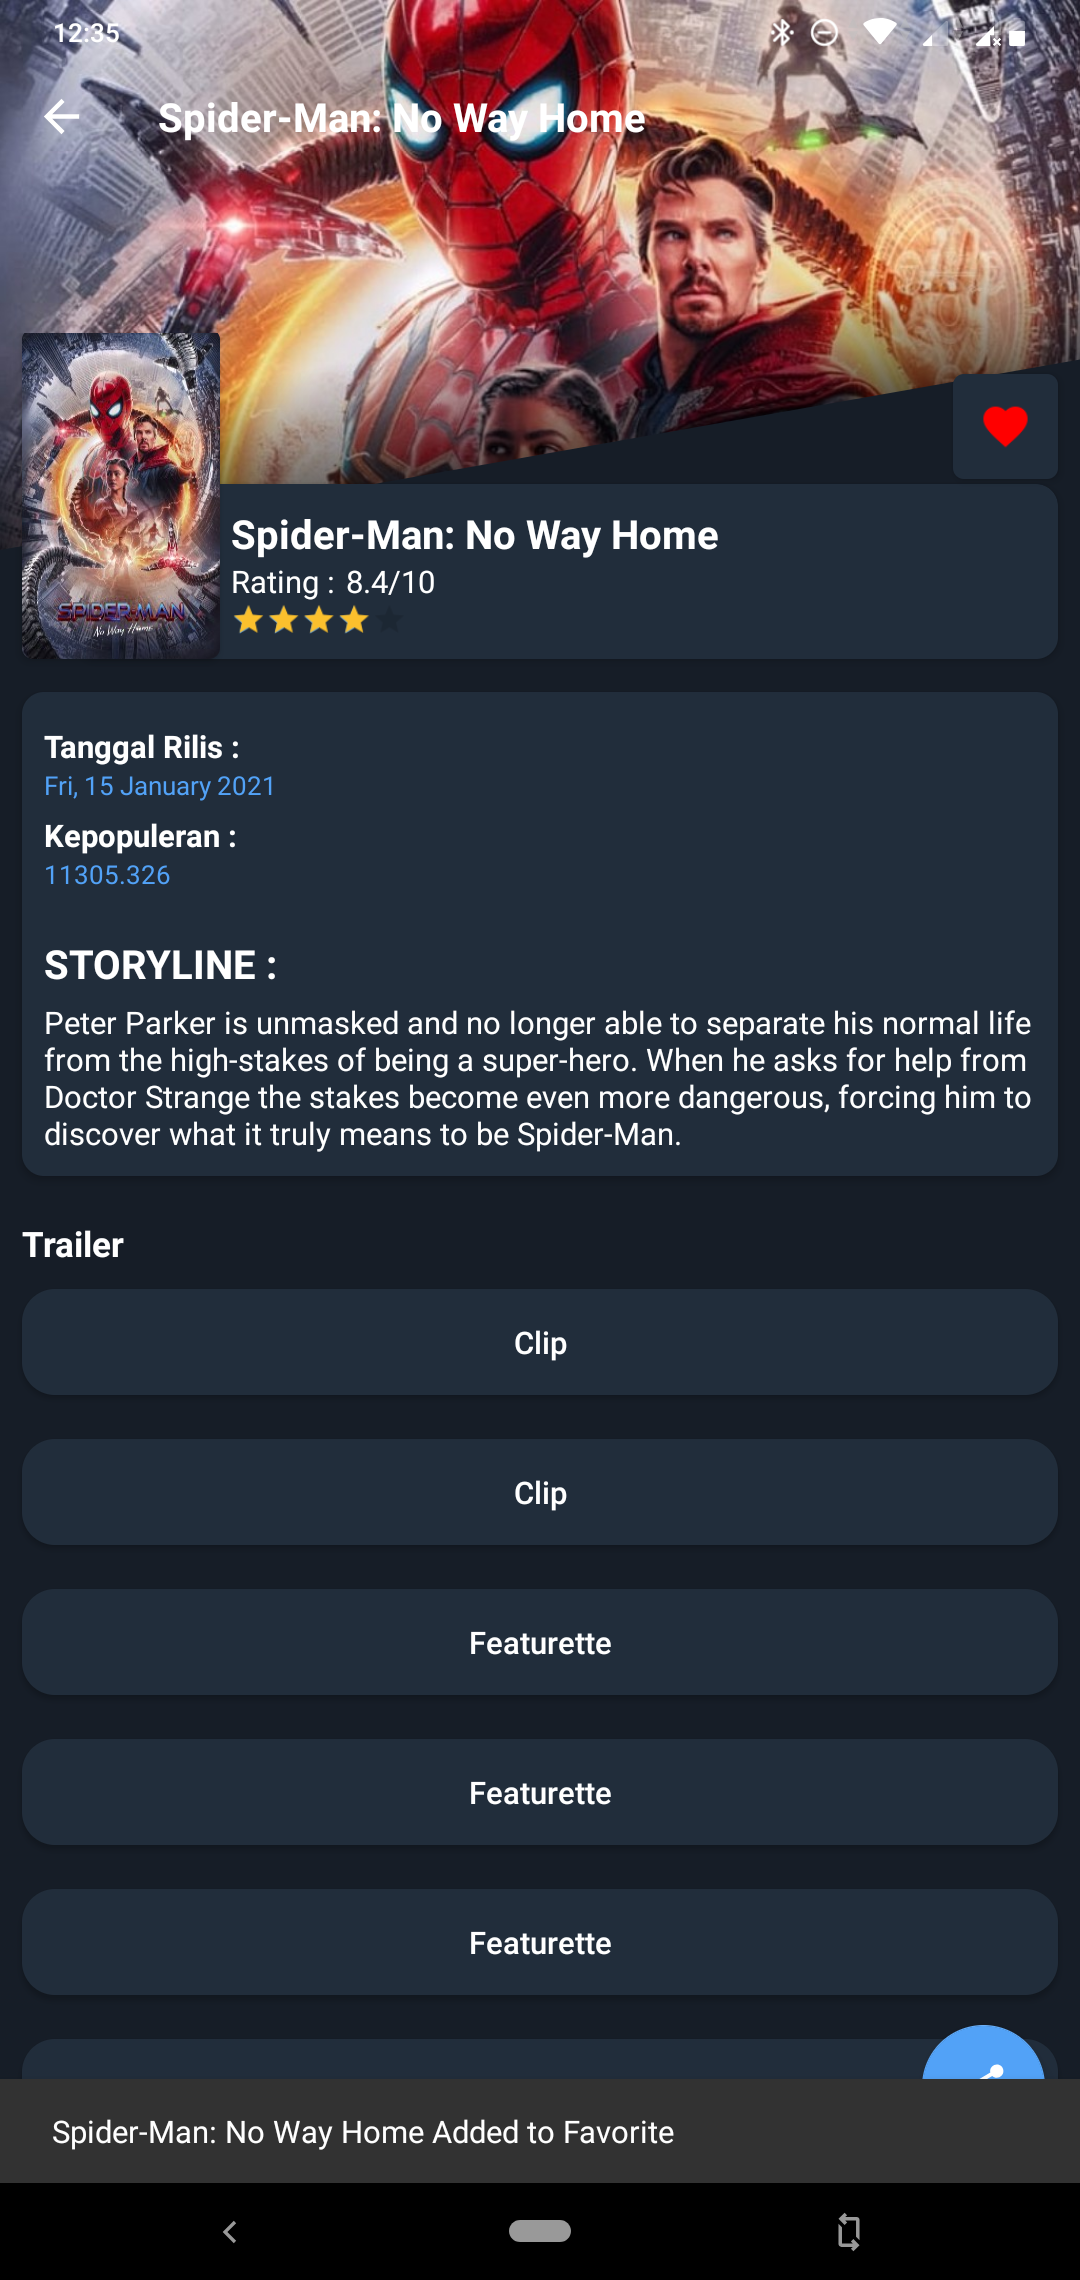 12:35
Spider-Man: No Way Home
SPIDER-MAN
No Way Home
Spider-Man: No Way Home
Rating : 8.4/10
Tanggal Rilis :
Fri, 15 January 2021
Kepopuleran :
11305.326
STORYLINE :
Peter Parker is unmasked and no longer able to separate his normal life
from the high-stakes of being a super-hero. When he asks for help from
Doctor Strange the stakes become even more dangerous, forcing him to
discover what it truly means to be Spider-Man.
Trailer
Clip
Clip
Featurette
Featurette
Featurette
Spider-Man: No Way Home Added to Favorite